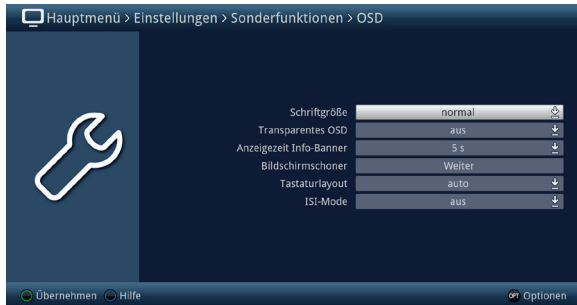 Hauptmenü > Einstellungen > Sonderfunktionen > OSD
Schriftgröße normal
Transparentes OSD aus
Anzeigezeit Info-Banner 5 s
Bildschirmschoner Weiter
Tastaturlayout auto
ISI-Mode aus
Übernehmen Hilfe OPT Optionen